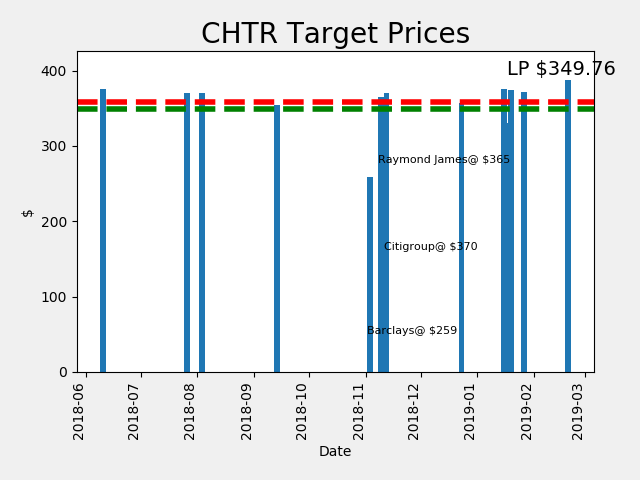 CHTR Target Prices
LP $349.76
400
300
200
100
0
$
Raymond James@ $365
Citigroup@ $370
Barclays@ $259
2018-06
2018-07
2018-08
2018-09
2018-10
2018-11
2018-12
2019-01
2019-02
2019-03
Date